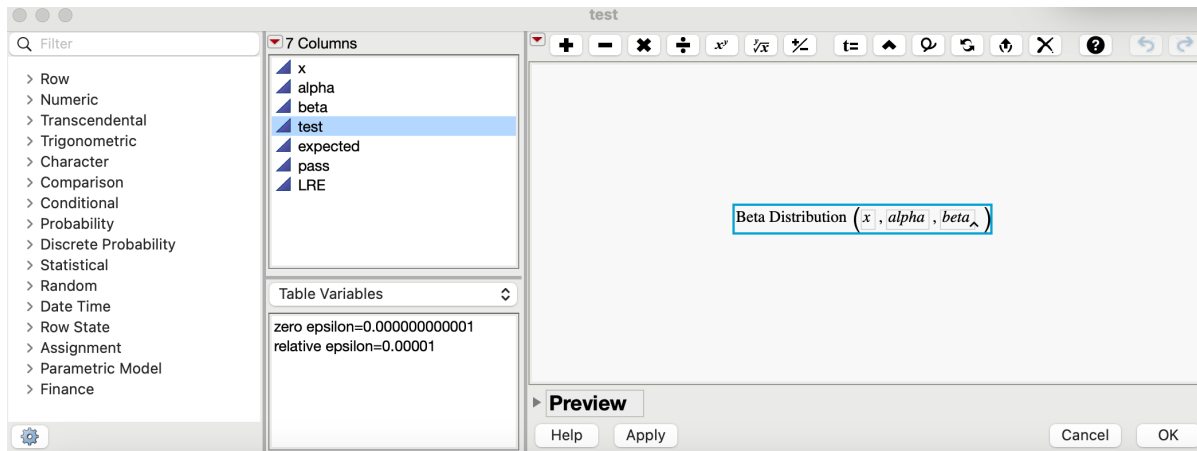 test
Filter
Row
Numeric
Transcendental
Trigonometric
Character
Comparison
Conditional
Probability
Discrete Probability
Statistical
Random
Date Time
Row State
Assignment
Parametric Model
Finance
7 Columns
x
alpha
beta
test
expected
pass
LRE
Table Variables
zero epsilon=0.000000000001
relative epsilon=0.00001
xʸ ʸ√x +/- t= ?
Beta Distribution (x , alpha , beta)
Preview
Help Apply Cancel OK